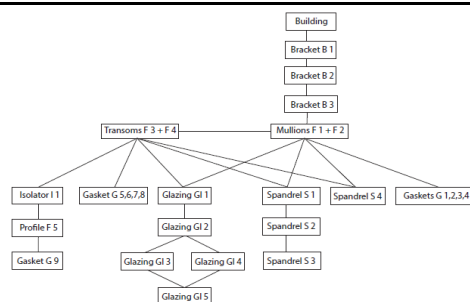 Building
Bracket B 1
Bracket B 2
Bracket B 3
Transoms F 3 + F 4
Mullions F 1 + F 2
Isolator I 1
Gasket G 5,6,7,8
Glazing Gl 1
Spandrel S 1
Spandrel S 4
Gaskets G 1,2,3,4
Profile F 5
Glazing Gl 2
Spandrel S 2
Gasket G 9
Glazing Gl 3
Glazing Gl 4
Spandrel S 3
Glazing Gl 5